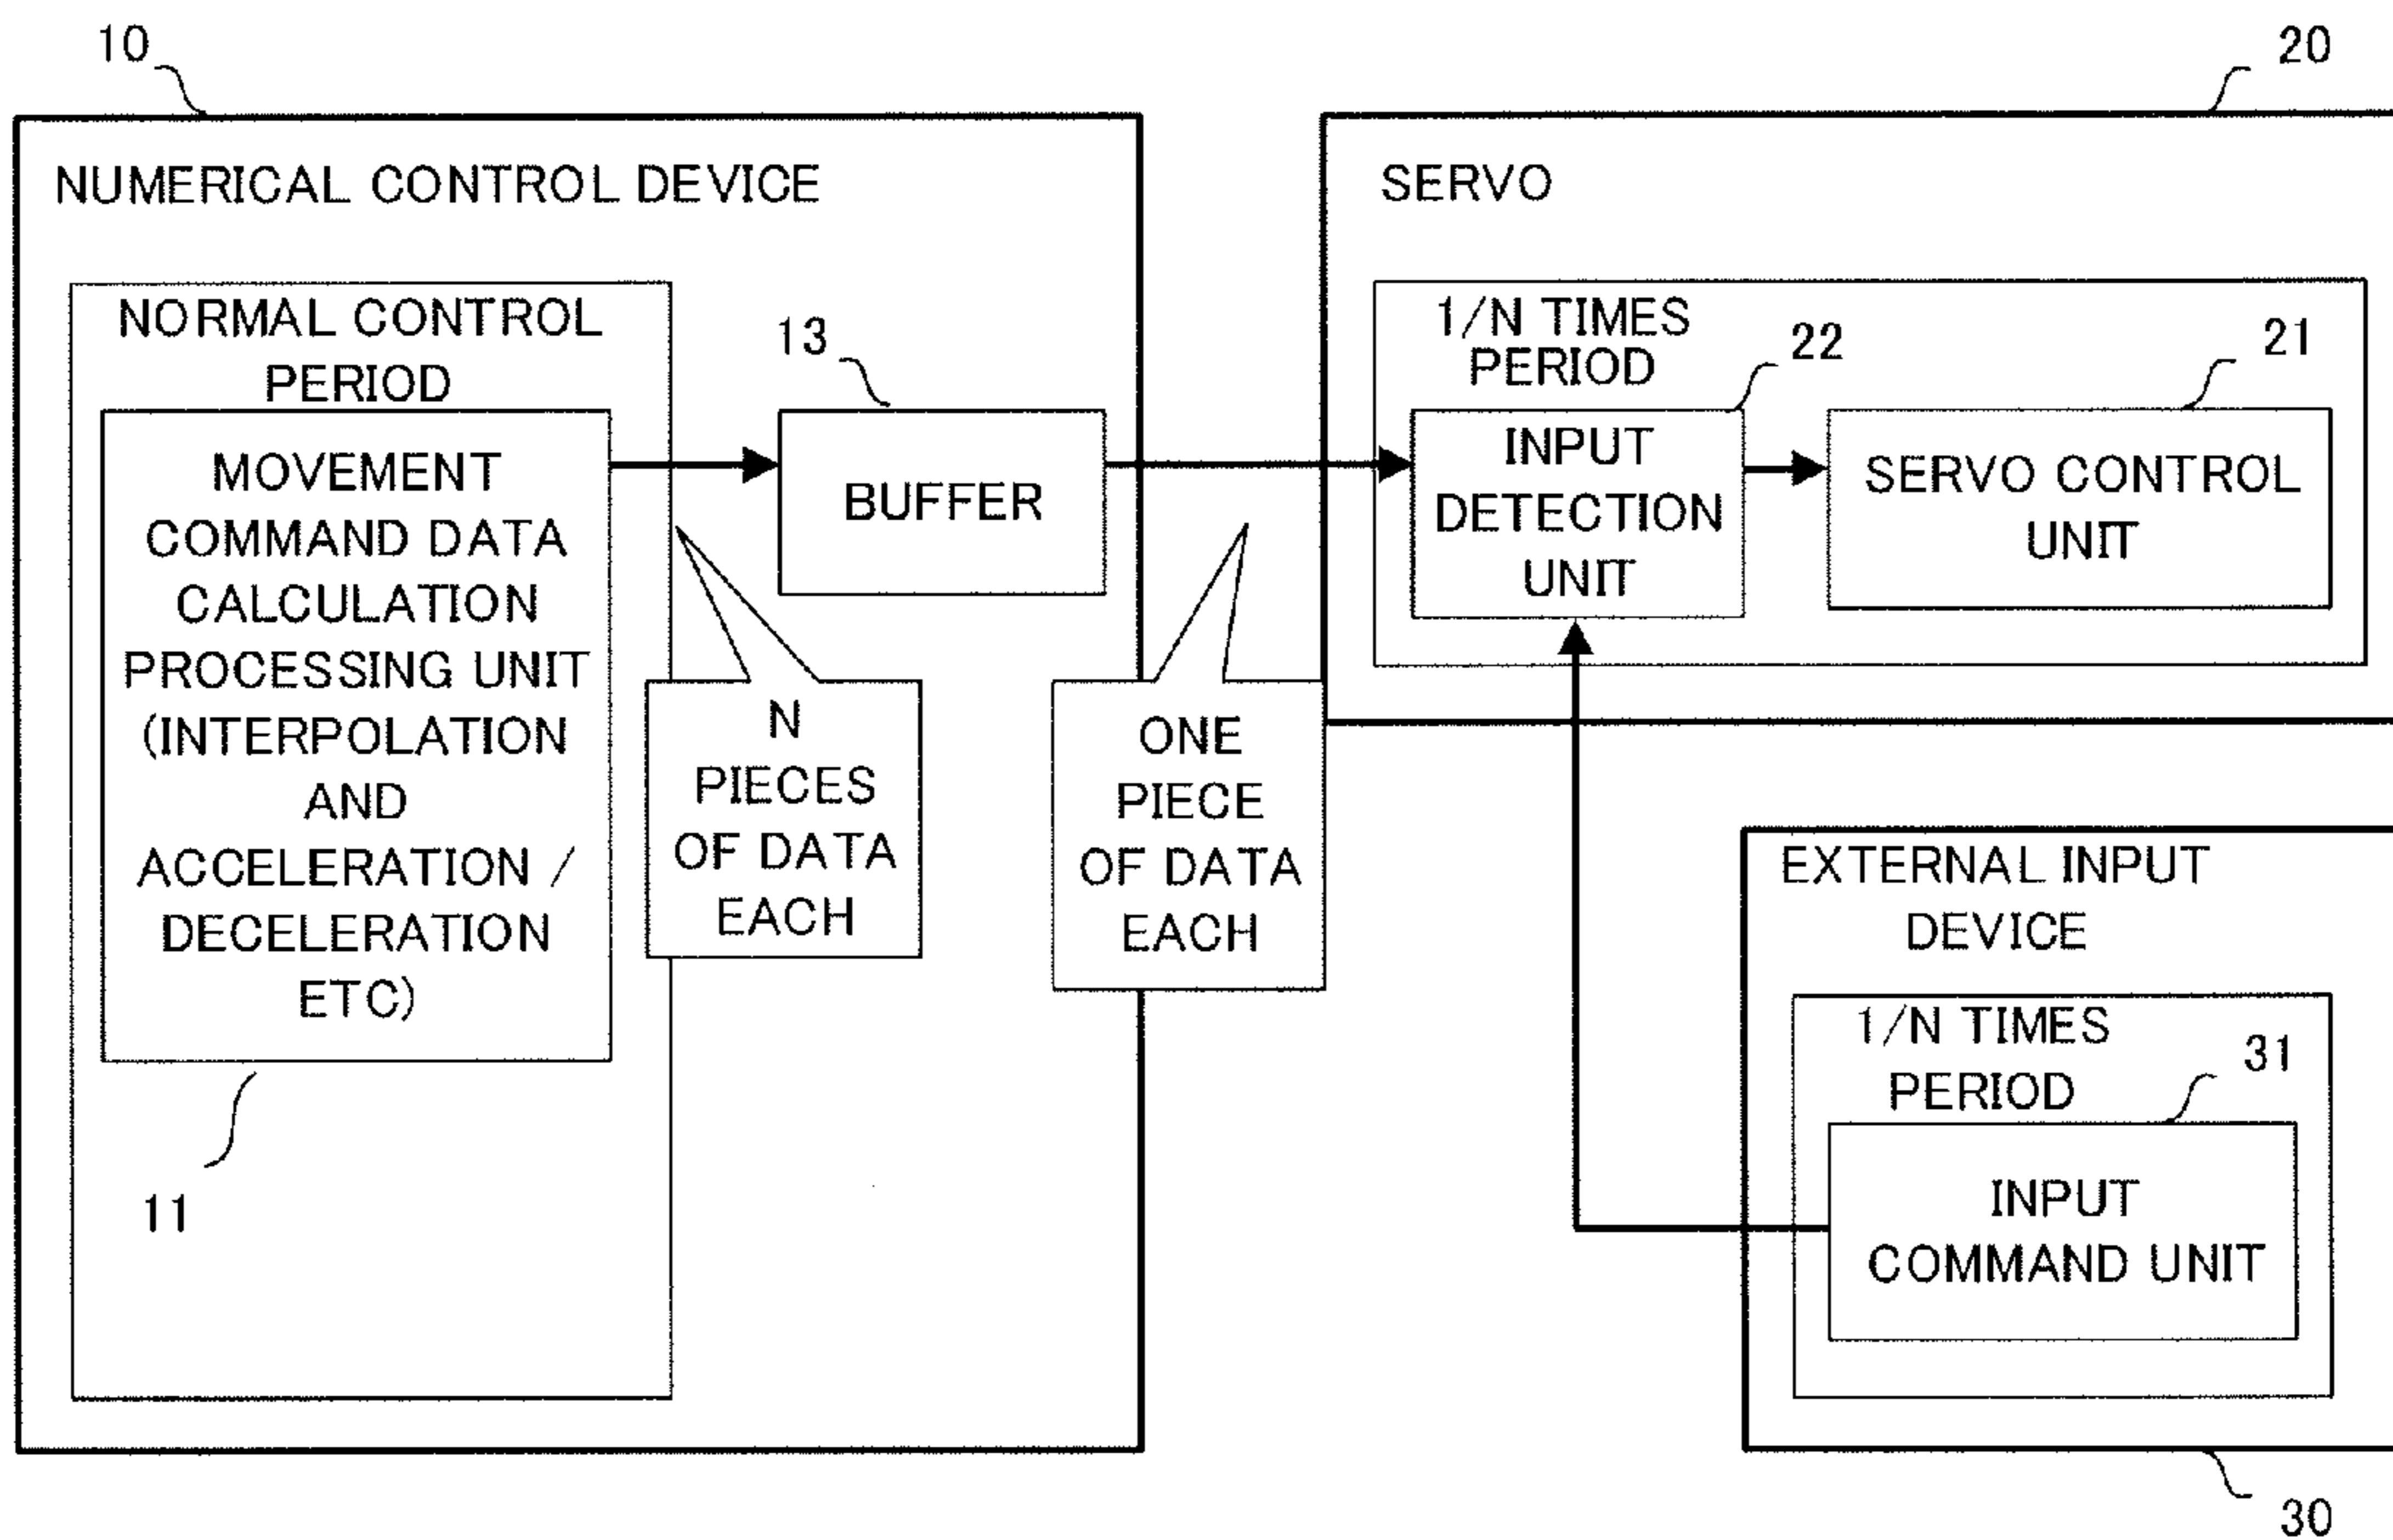 10
20
NUMERICAL CONTROL DEVICE
NORMAL CONTROL
PERIOD
MOVEMENT
COMMAND DATA
CALCULATION
PROCESSING UNIT
(INTERPOLATION
AND
ACCELERATION /
DECELERATION
ETC)
11
13
BUFFER
N
PIECES
OF DATA
EACH
ONE
PIECE
OF DATA
EACH
SERVO
1/N TIMES
PERIOD
22
21
INPUT
DETECTION
UNIT
SERVO CONTROL
UNIT
EXTERNAL INPUT
DEVICE
1/N TIMES
PERIOD
31
INPUT
COMMAND UNIT
30